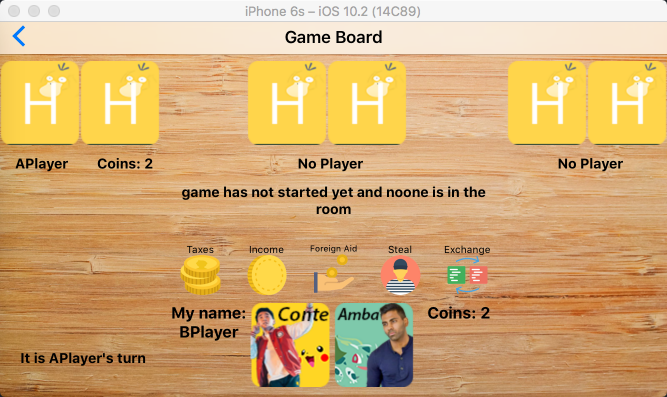 iPhone 6s – iOS 10.2 (14C89)
Game Board
H H H H H H
APlayer Coins: 2 No Player No Player
game has not started yet and noone is in the
room
Taxes Income Foreign Aid Steal Exchange
My name: Conte Amba Coins: 2
BPlayer
It is APlayer's turn